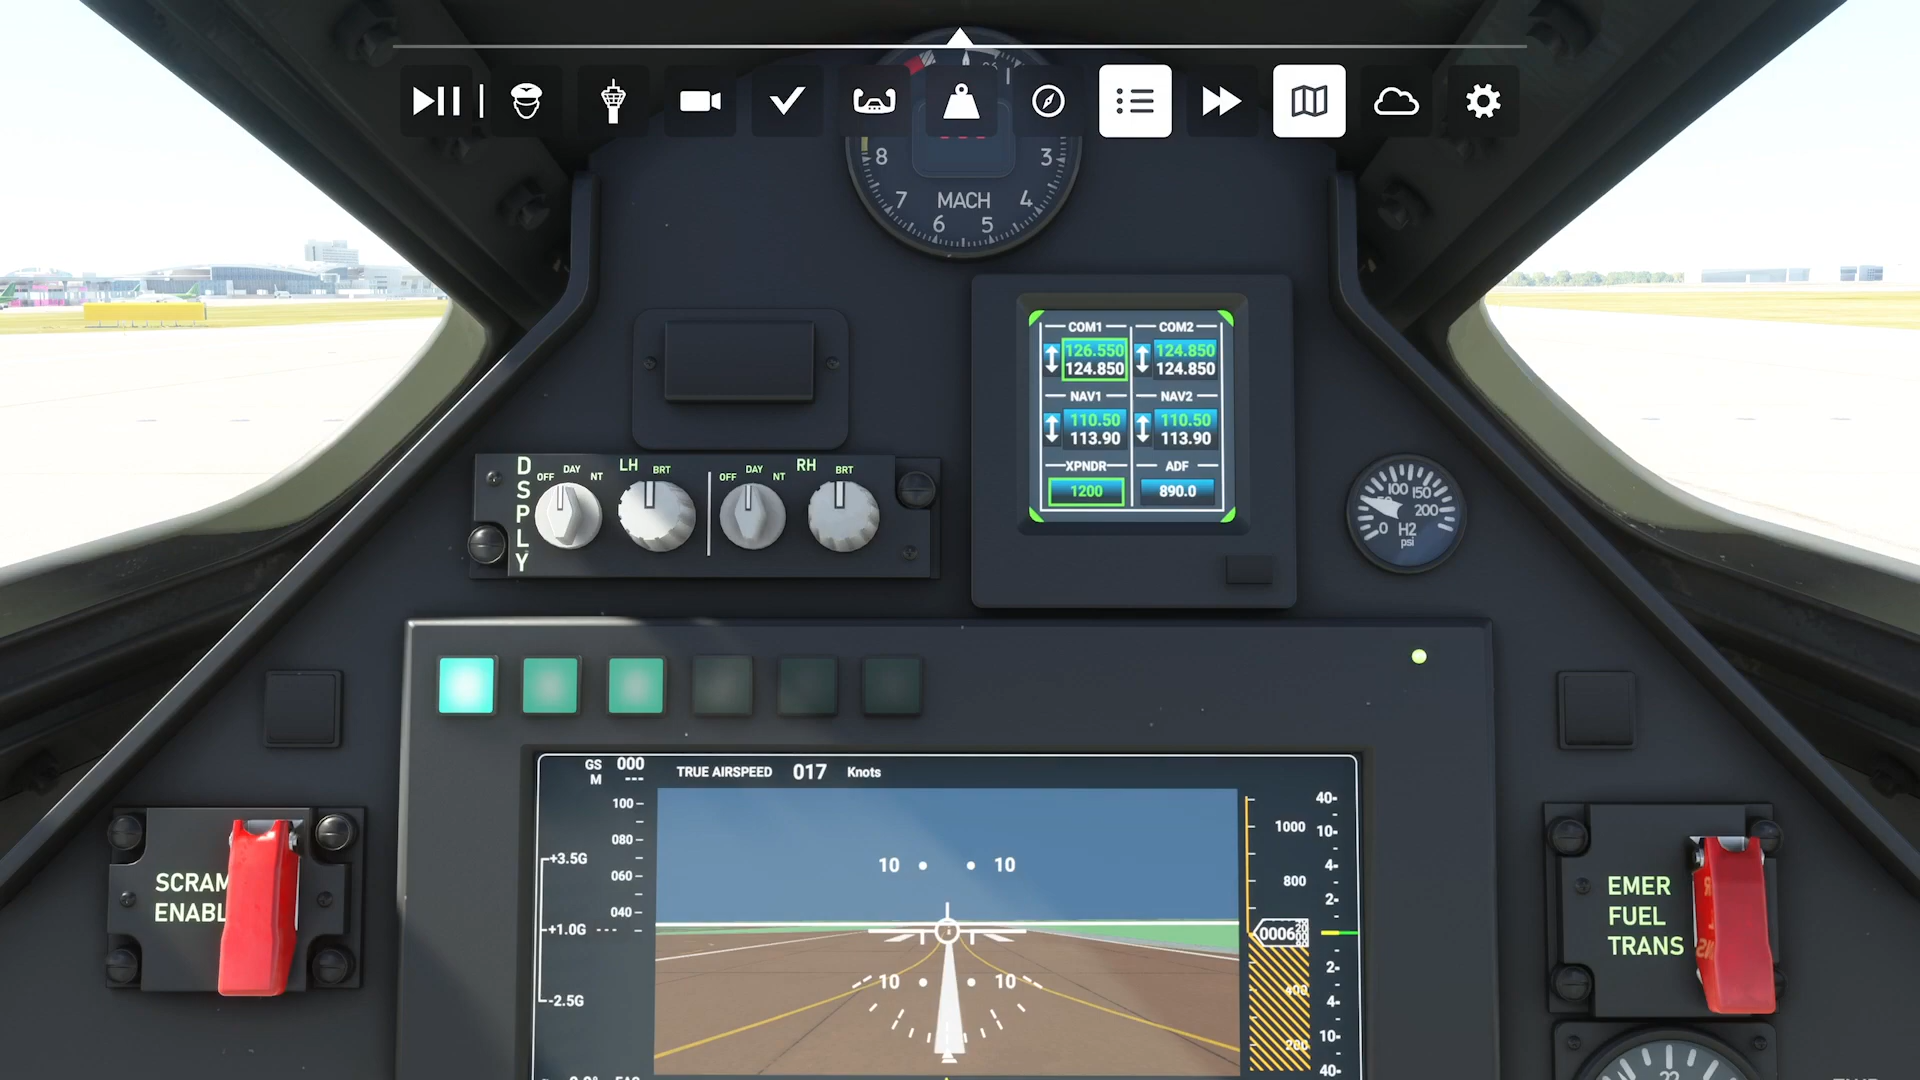 8
3
7
MACH
4
6
5
COM1 COM2
126.550 124.850
124.850 124.850
NAV1 NAV2
110.50 110.50
113.90 113.90
XPNDR ADF
1200 890.0
DSPLY
OFF DAY NT LH BRT OFF DAY NT RH BRT
100 150
200
0 H2
psi
GS 000
M ---
TRUE AIRSPEED 017 Knots
100
080
+3.5G
060
040
+1.0G ---
-2.5G
10 10
10 10
1000
800
0006
400
200
40
10
4
2
2
4
10
40
SCRAM
ENABL
EMER
FUEL
TRANS